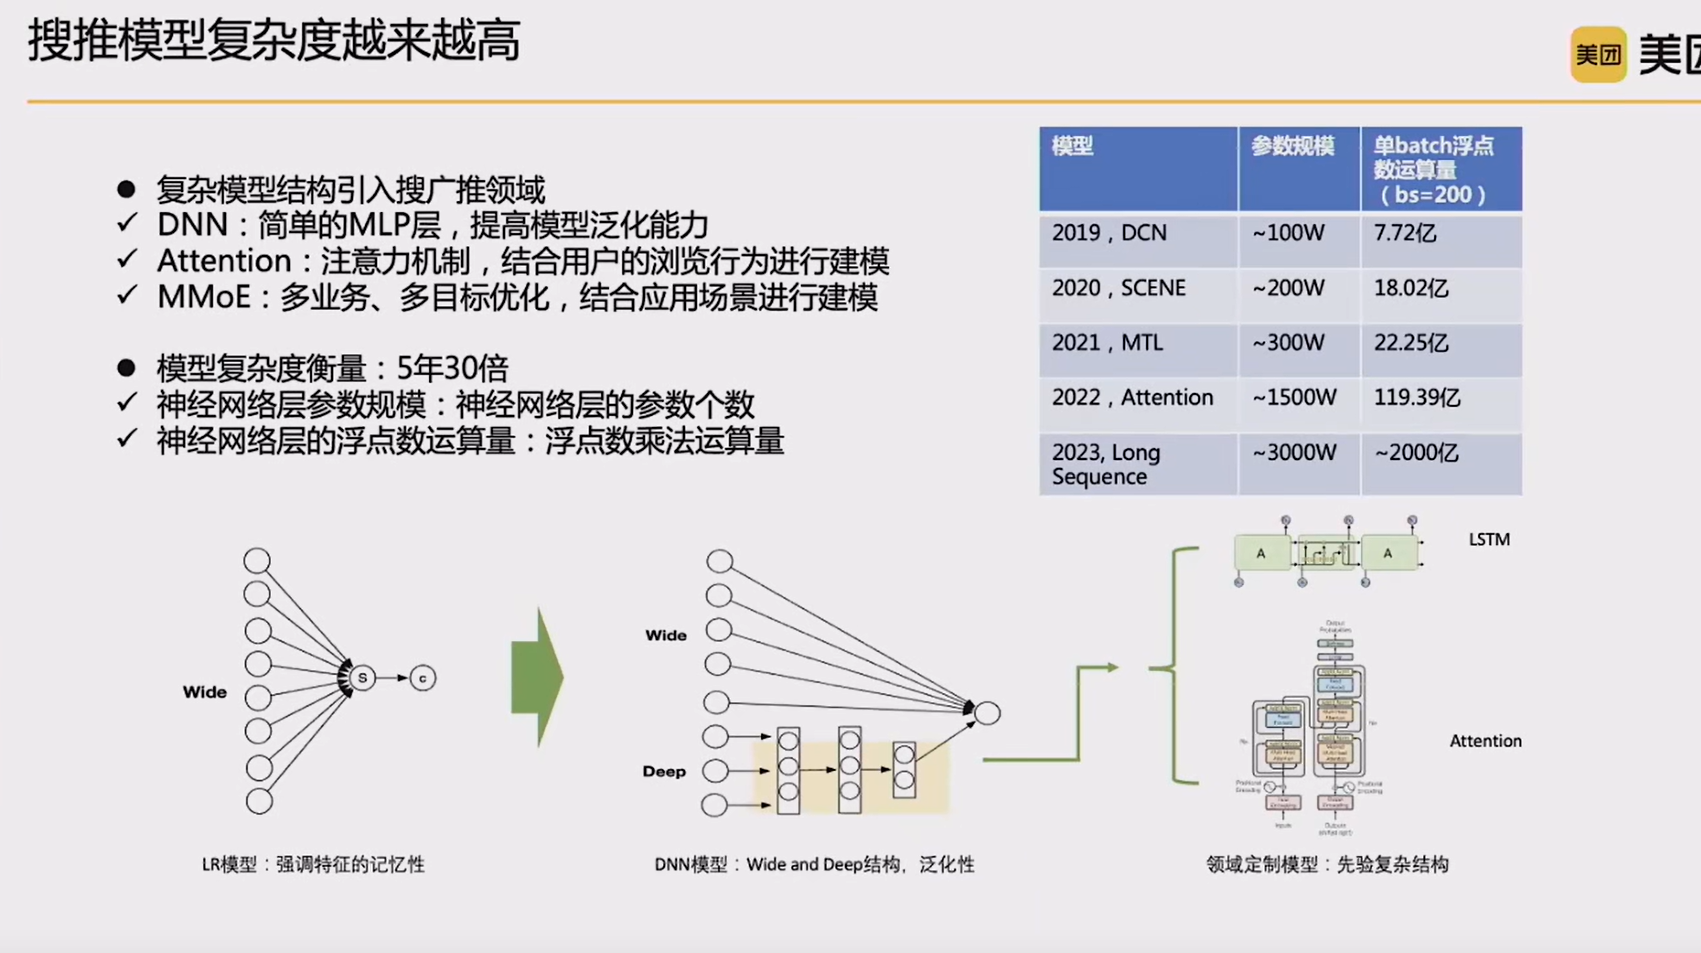 搜推模型复杂度越来越高
美团 美团
● 复杂模型结构引入搜广推领域
✓ DNN：简单的MLP层，提高模型泛化能力
✓ Attention：注意力机制，结合用户的浏览行为进行建模
✓ MMoE：多业务、多目标优化，结合应用场景进行建模
● 模型复杂度衡量：5年30倍
✓ 神经网络层参数规模：神经网络层的参数个数
✓ 神经网络层的浮点数运算量：浮点数乘法运算量
模型 参数规模 单batch浮点
数运算量
（bs=200）
2019，DCN ~100W 7.72亿
2020，SCENE ~200W 18.02亿
2021，MTL ~300W 22.25亿
2022，Attention ~1500W 119.39亿
2023, Long ~3000W ~2000亿
Sequence
Wide
S
c
LR模型：强调特征的记忆性
Wide
Deep
DNN模型：Wide and Deep结构，泛化性
A A
LSTM
Output
Probabilities
Attention
Positional
Encoding
Inputs
Outputs
领域定制模型：先验复杂结构